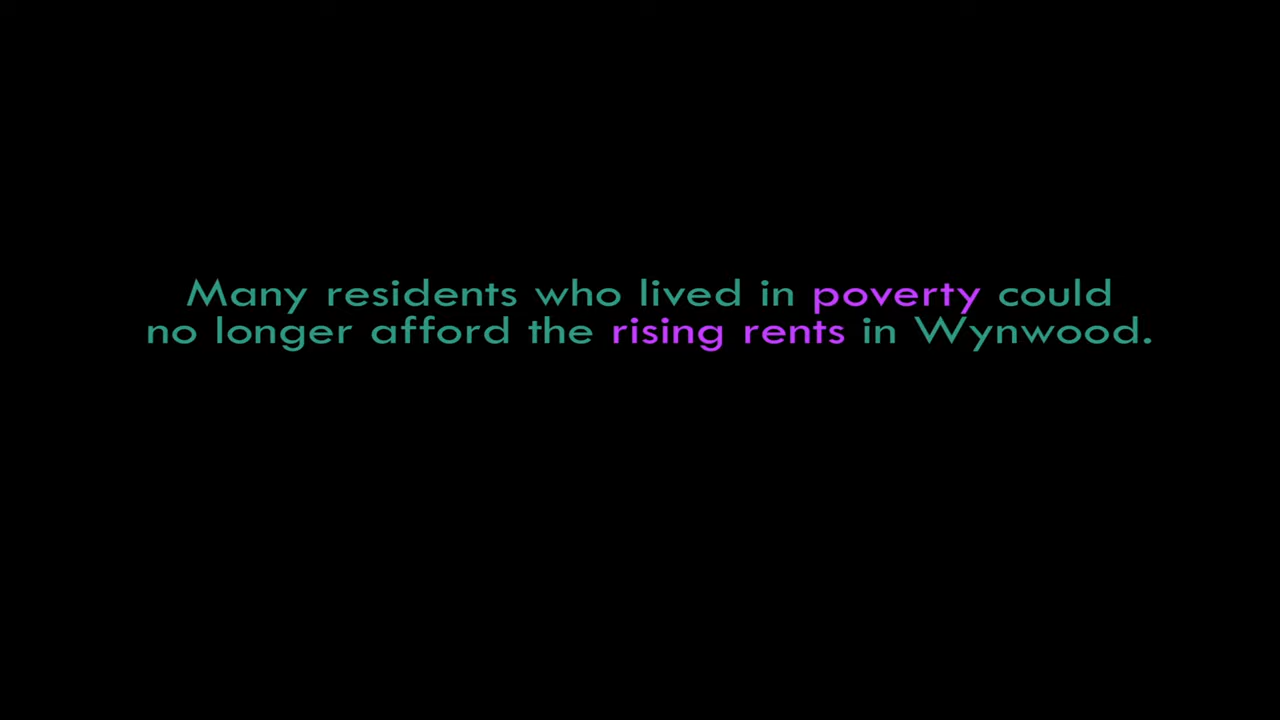 Many residents who lived in poverty could
no longer afford the rising rents in Wynwood.